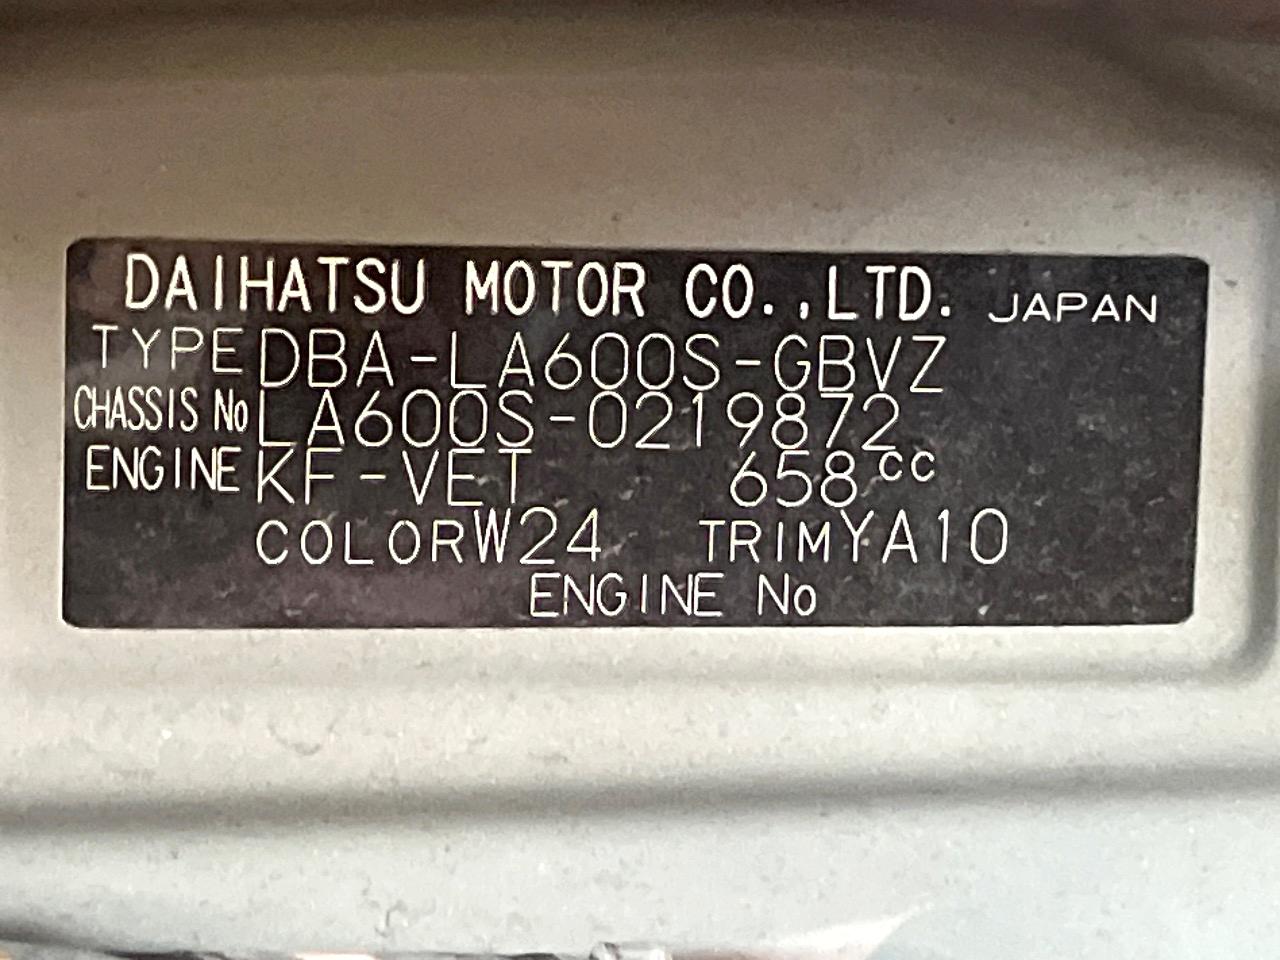 DAIHATSU MOTOR CO.,LTD. JAPAN
TYPE DBA-LA600S-GBVZ
CHASSIS No LA600S-0219872
ENGINE KF-VET 658cc
COLOR W24 TRIM YA10
ENGINE No